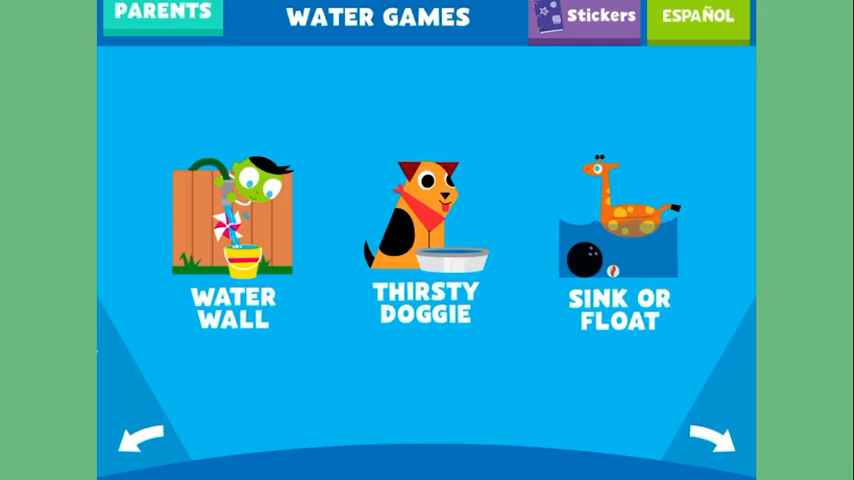 PARENTS
WATER GAMES
Stickers
ESPAÑOL
WATER
WALL
THIRSTY
DOGGIE
SINK OR
FLOAT